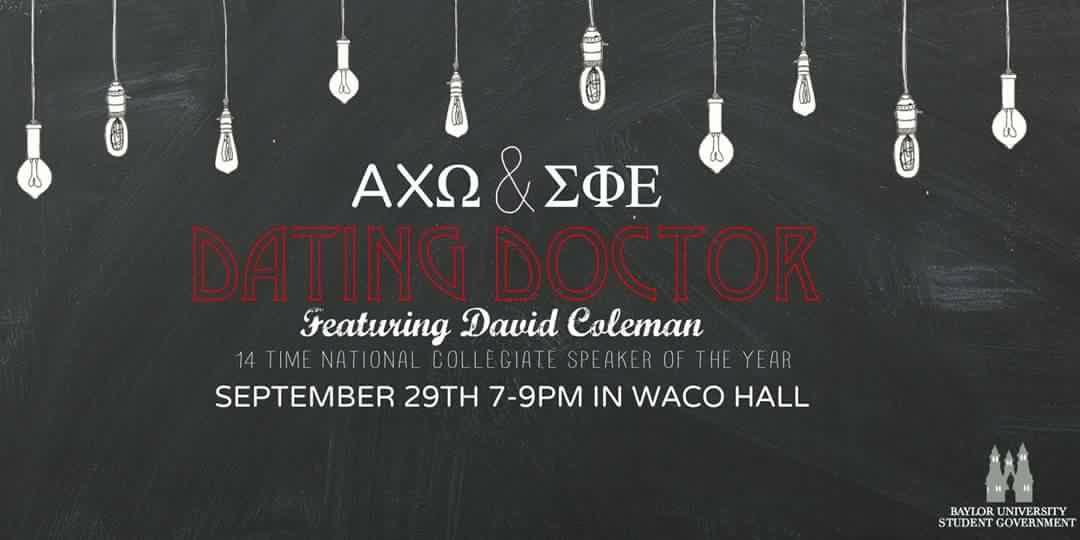 ΑΧΩ & ΣΦΕ
DATING DOCTOR
Featuring David Coleman
14 TIME NATIONAL COLLEGIATE SPEAKER OF THE YEAR
SEPTEMBER 29TH 7-9PM IN WACO HALL
BAYLOR UNIVERSITY
STUDENT GOVERNMENT